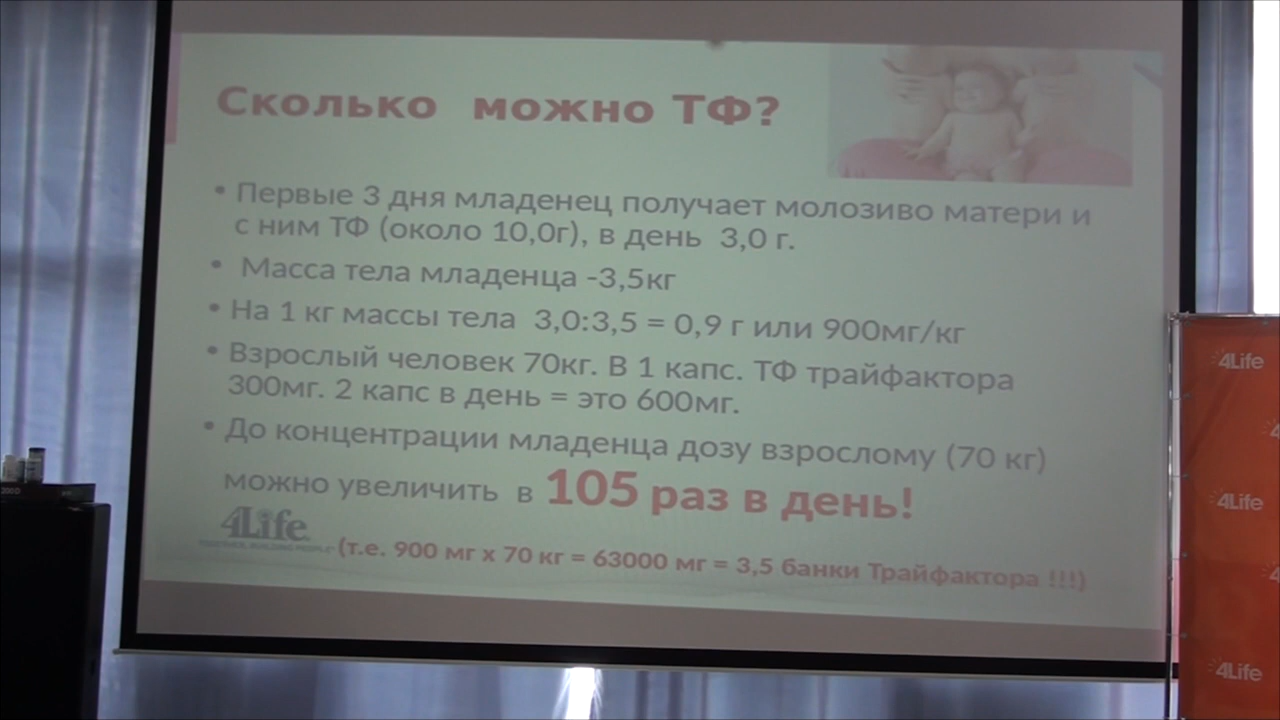 Сколько можно ТФ?
• Первые 3 дня младенец получает молозиво матери и
с ним ТФ (около 10,0г), в день 3,0 г.
• Масса тела младенца -3,5кг
• На 1 кг массы тела 3,0:3,5 = 0,9 г или 900мг/кг
• Взрослый человек 70кг. В 1 капс. ТФ трайфактора
300мг. 2 капс в день = это 600мг.
• До концентрации младенца дозу взрослому (70 кг)
можно увеличить в 105 раз в день!
4Life
(т.е. 900 мг х 70 кг = 63000 мг = 3,5 банки Трайфактора !!!)
4Life
4Life
4Life